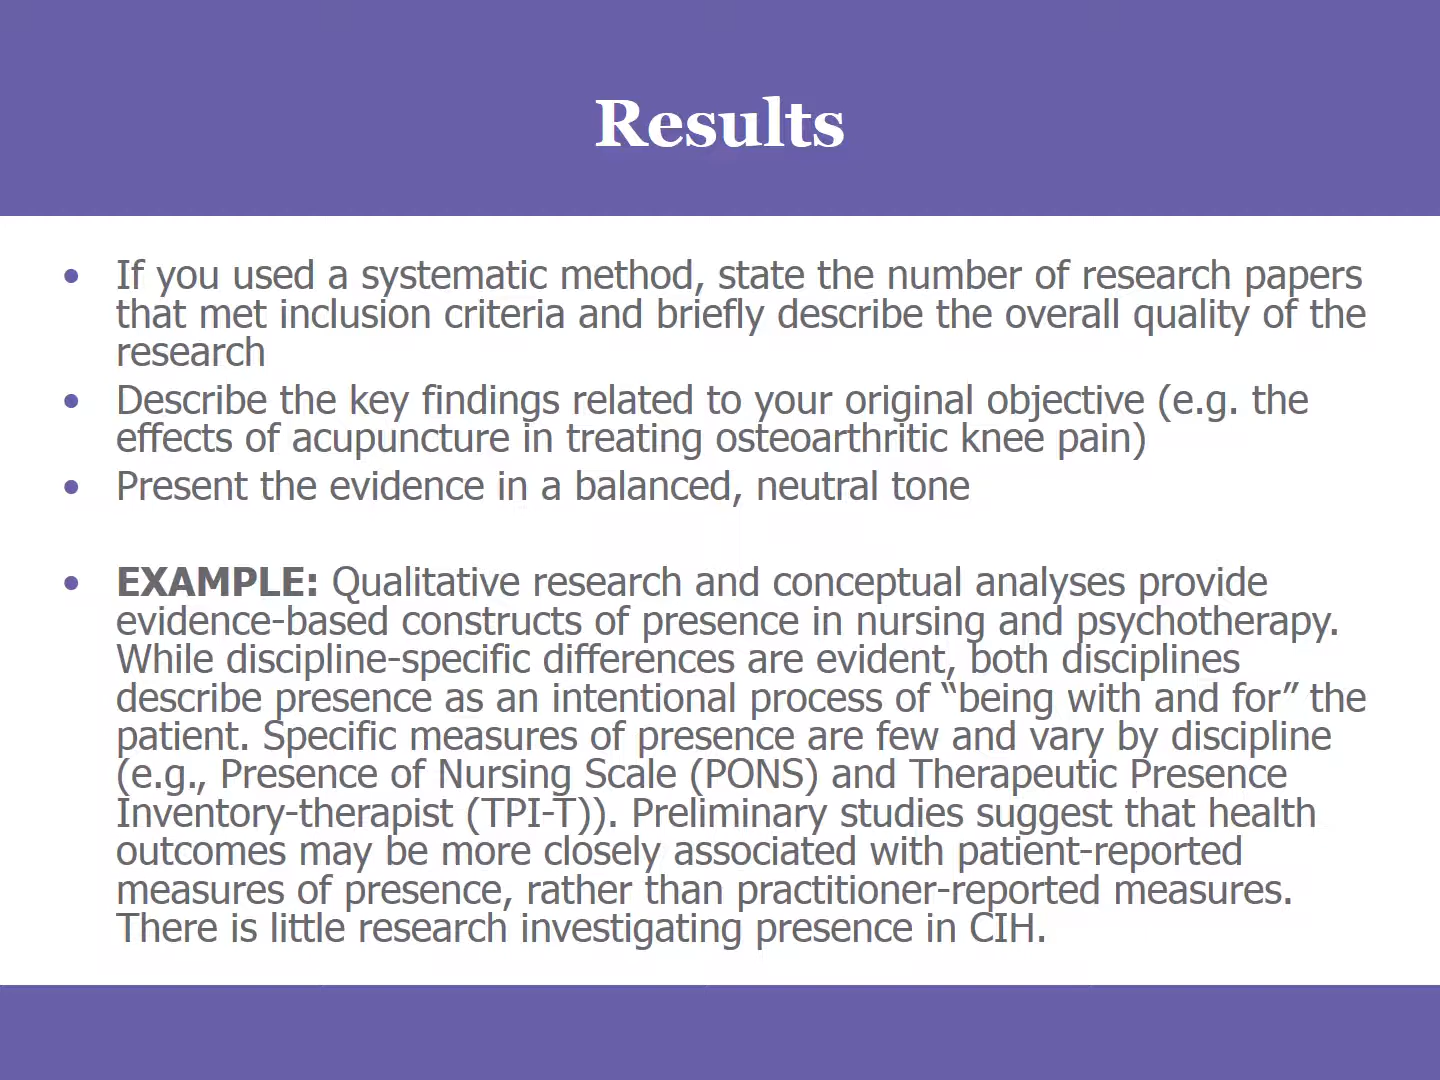 Results
• If you used a systematic method, state the number of research papers
that met inclusion criteria and briefly describe the overall quality of the
research
• Describe the key findings related to your original objective (e.g. the
effects of acupuncture in treating osteoarthritic knee pain)
• Present the evidence in a balanced, neutral tone
• EXAMPLE: Qualitative research and conceptual analyses provide
evidence-based constructs of presence in nursing and psychotherapy.
While discipline-specific differences are evident, both disciplines
describe presence as an intentional process of “being with and for” the
patient. Specific measures of presence are few and vary by discipline
(e.g., Presence of Nursing Scale (PONS) and Therapeutic Presence
Inventory-therapist (TPI-T)). Preliminary studies suggest that health
outcomes may be more closely associated with patient-reported
measures of presence, rather than practitioner-reported measures.
There is little research investigating presence in CIH.